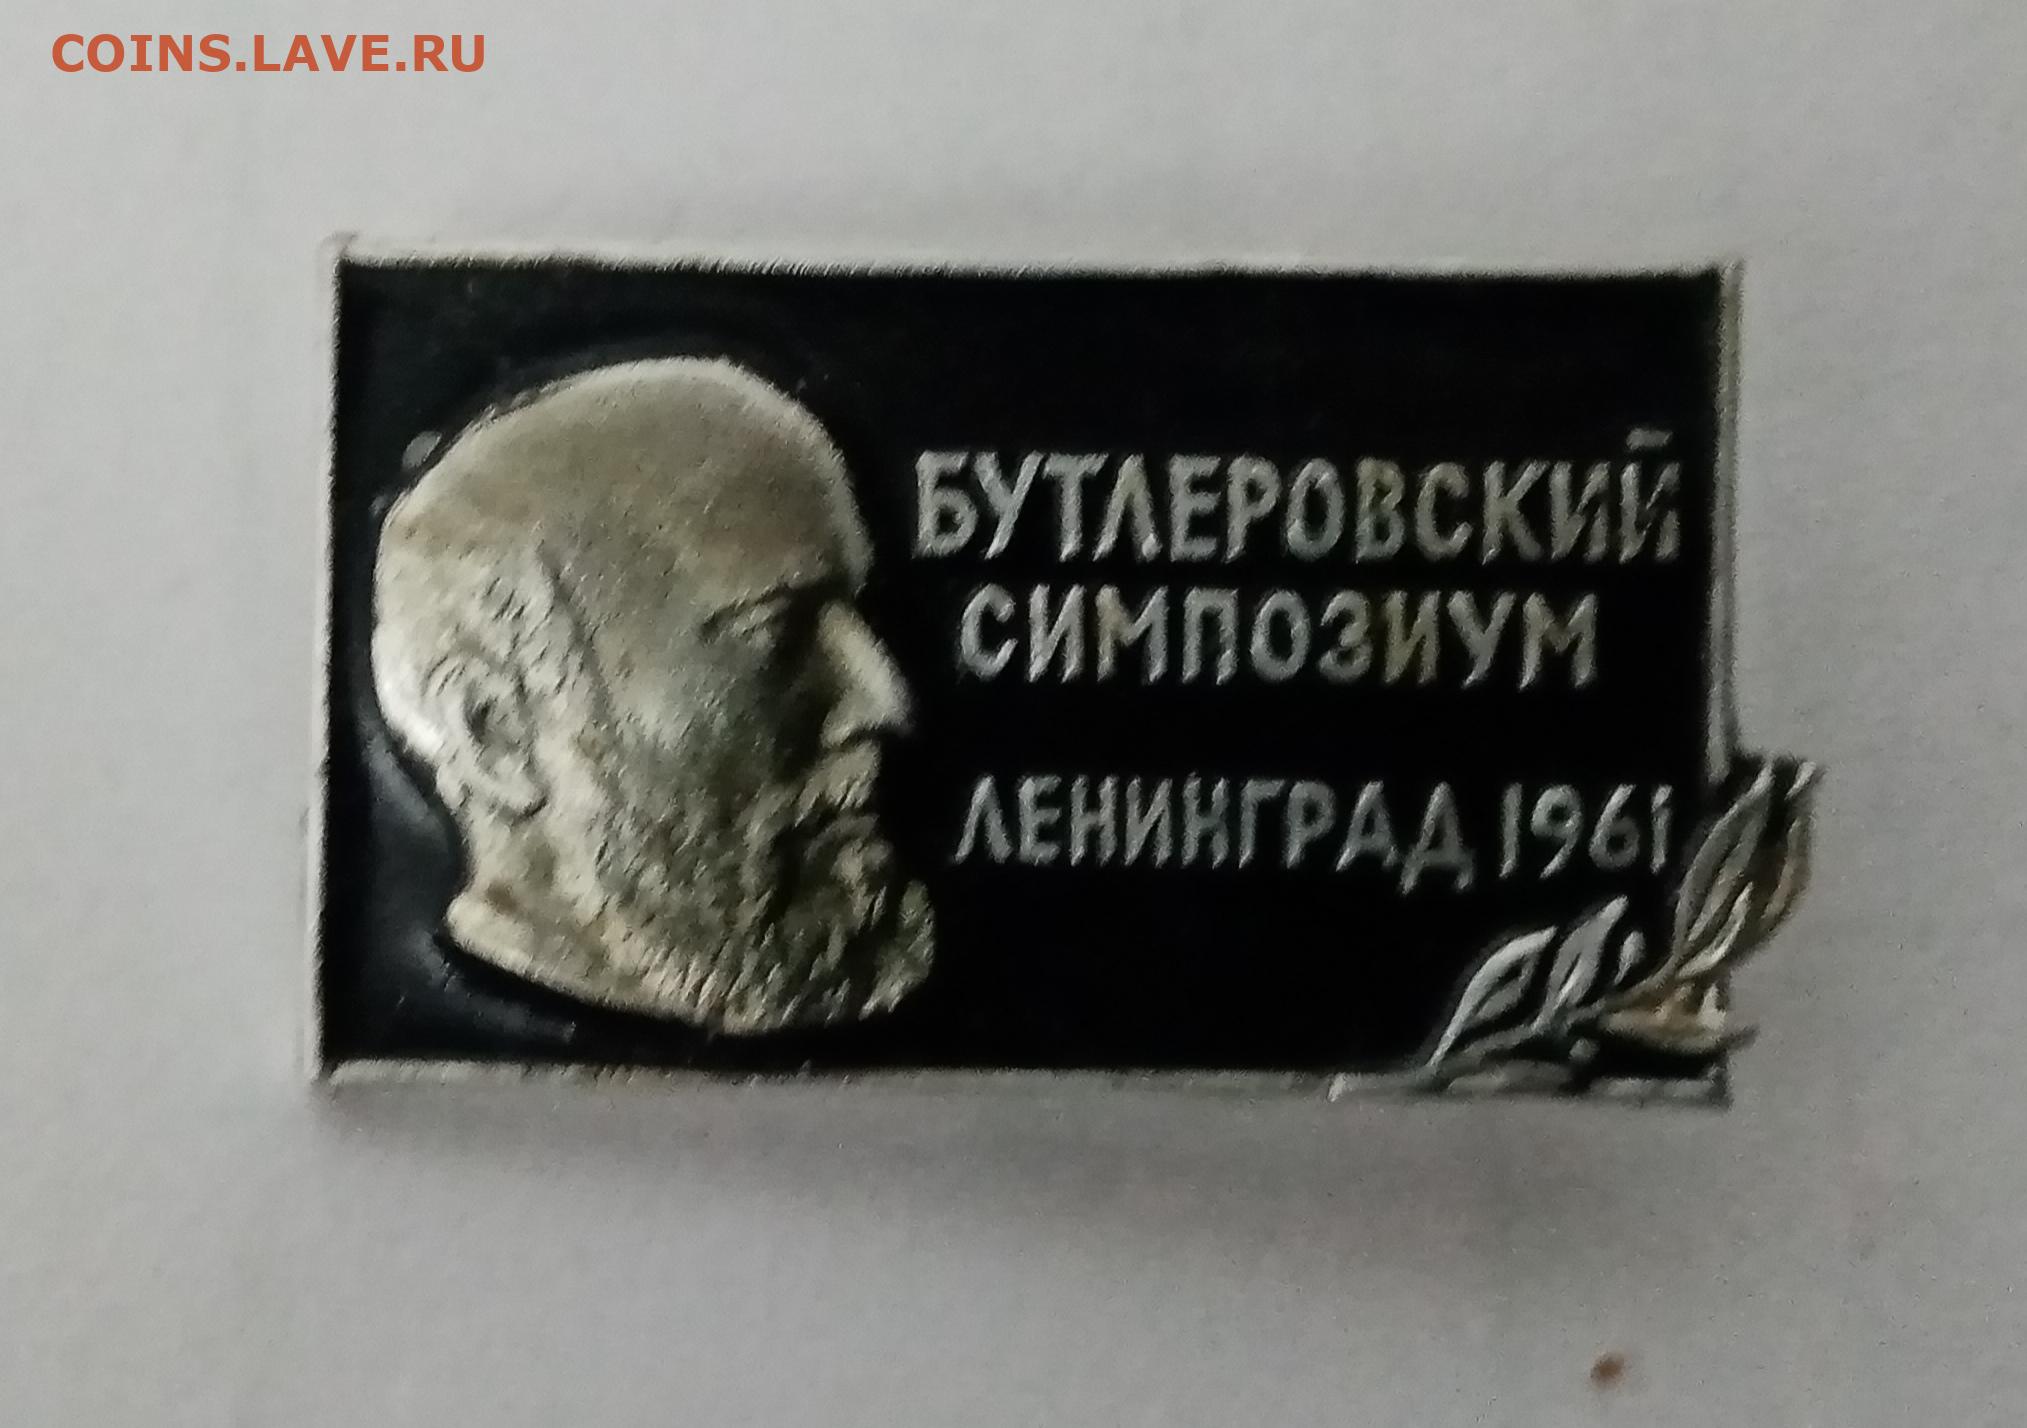 COINS.LAVE.RU
БУТЛЕРОВСКИЙ
СИМПОЗИУМ
ЛЕНИНГРАД 1961